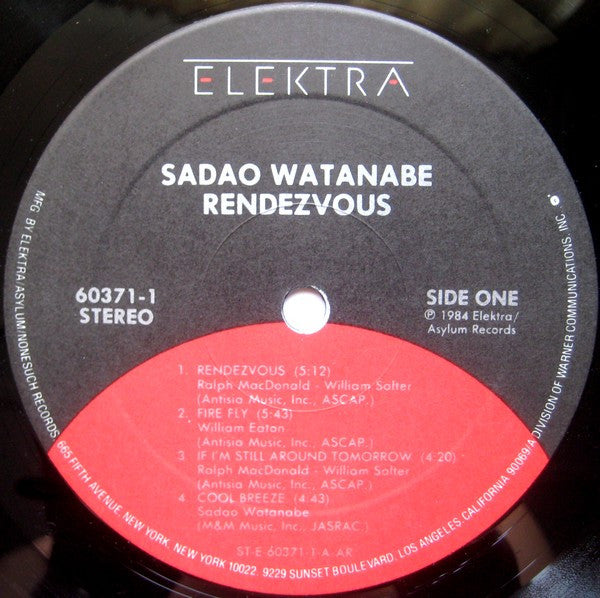 ELEKTRA
SADAO WATANABE
RENDEZVOUS
60371-1
STEREO
SIDE ONE
℗ 1984 Elektra/
Asylum Records
1. RENDEZVOUS (5:12)
Ralph MacDonald - William Salter
(Antisia Music, Inc., ASCAP.)
2. FIRE FLY (5:43)
William Eaton
(Antisia Music, Inc., ASCAP.)
3. IF I'M STILL AROUND TOMORROW (4:20)
Ralph MacDonald - William Salter
(Antisia Music, Inc., ASCAP.)
4. COOL BREEZE (4:43)
Sadao Watanabe
(M&M Music, Inc., JASRAC.)
ST-E 60371-1-A-AR
MFG. BY ELEKTRA/ASYLUM/NONESUCH RECORDS, 665 FIFTH AVENUE, NEW YORK, NEW YORK 10022. 9229 SUNSET BOULEVARD, LOS ANGELES, CALIFORNIA 90069/A DIVISION OF WARNER COMMUNICATIONS, INC.